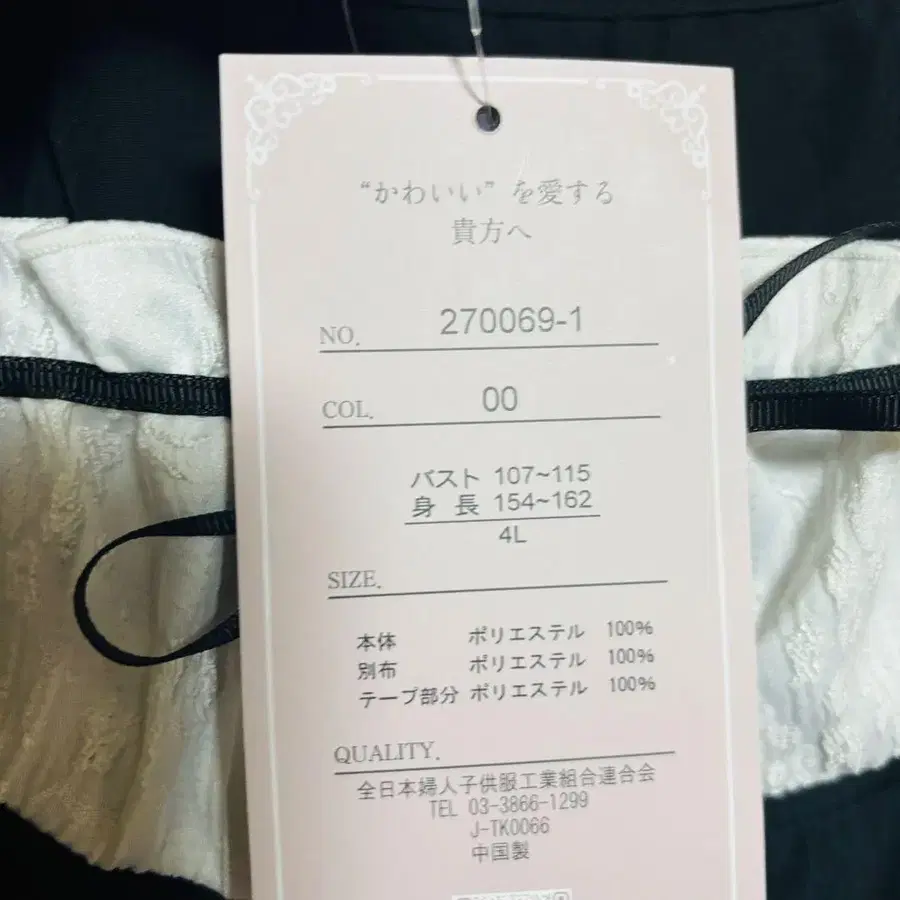 “かわいい” を愛する
貴方へ
NO. 270069-1
COL. 00
バスト 107~115
身 長 154~162
4L
SIZE.
本体 ポリエステル 100%
別布 ポリエステル 100%
テープ部分 ポリエステル 100%
QUALITY.
全日本婦人子供服工業組合連合会
TEL 03-3866-1299
J-TK0066
中国製